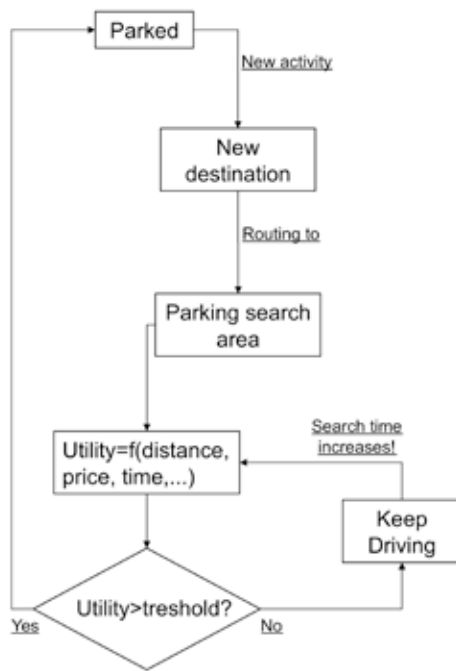 Parked
New activity
New
destination
Routing to
Parking search
area
Search time
increases!
Utility=f(distance,
price, time,...)
Keep
Driving
Utility>treshold?
Yes
No